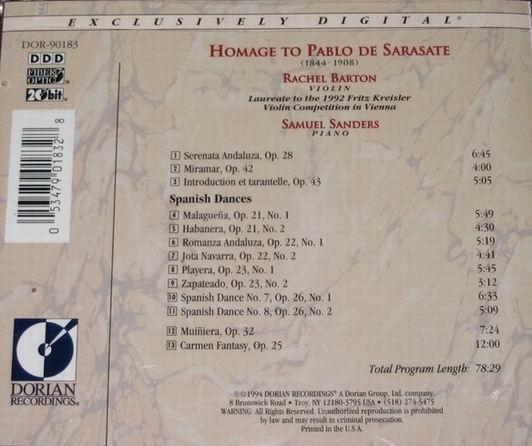 EXCLUSIVELY DIGITAL®
DOR-90183
DDD
FIBER
OPTIC
20 bit
HOMAGE TO PABLO DE SARASATE
(1844-1908)
RACHEL BARTON
VIOLIN
Laureate to the 1992 Fritz Kreisler
Violin Competition in Vienna
SAMUEL SANDERS
PIANO
1 Serenata Andaluza, Op. 28 6:45
2 Miramar, Op. 42 4:00
3 Introduction et tarantelle, Op. 43 5:05
Spanish Dances
4 Malagueña, Op. 21, No. 1 5:49
5 Habanera, Op. 21, No. 2 4:30
6 Romanza Andaluza, Op. 22, No. 1 5:19
7 Jota Navarra, Op. 22, No. 2 4:41
8 Playera, Op. 23, No. 1 5:45
9 Zapateado, Op. 23, No. 2 3:12
10 Spanish Dance No. 7, Op. 26, No. 1 6:33
11 Spanish Dance No. 8, Op. 26, No. 2 5:09
12 Muiñiera, Op. 32 7:24
13 Carmen Fantasy, Op. 25 12:00
Total Program Length: 78:29
0 53479 01832 8
DORIAN
RECORDINGS®
℗©1994 DORIAN RECORDINGS® A Dorian Group, Ltd. company.
8 Brunswick Road • Troy, NY 12180-3795 USA • (518) 274-5475
WARNING: All Rights Reserved. Unauthorized reproduction is prohibited
by law and may result in criminal prosecution.
Printed in the U.S.A.